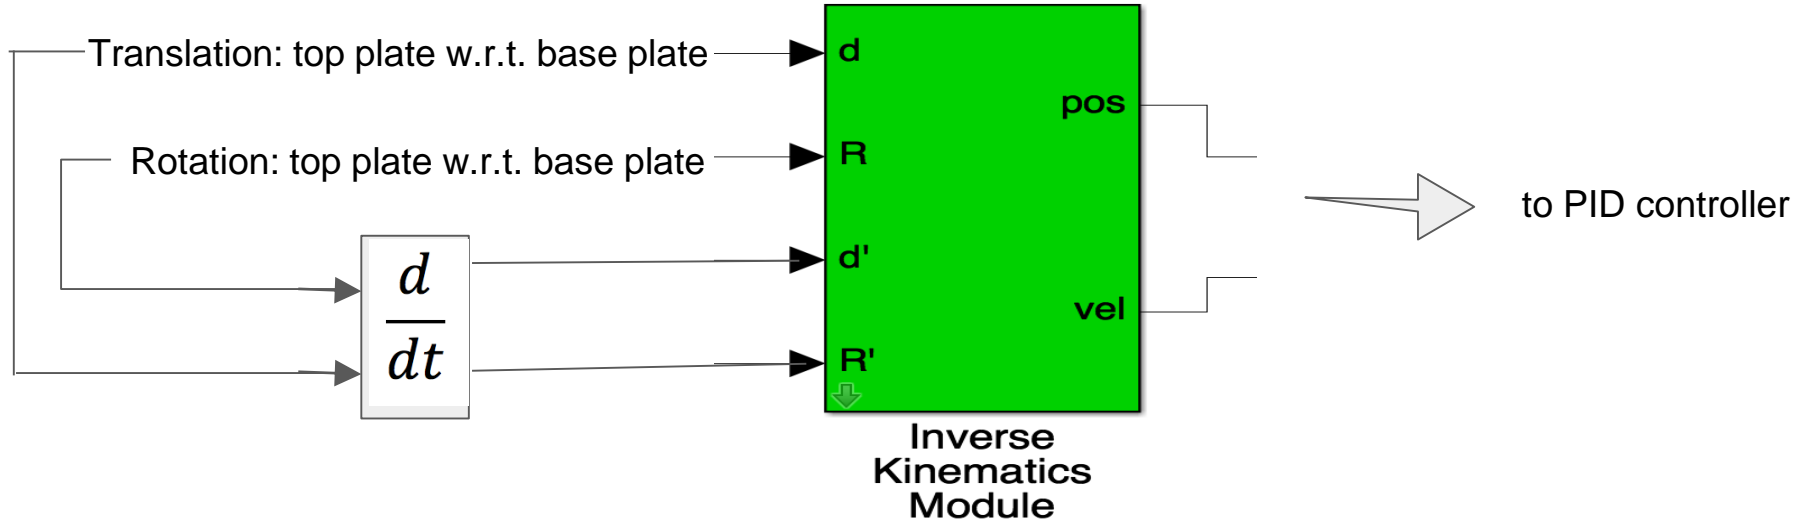 Translation: top plate w.r.t. base plate
d
pos
Rotation: top plate w.r.t. base plate
R
to PID controller
d
dt
d'
vel
R'
Inverse
Kinematics
Module